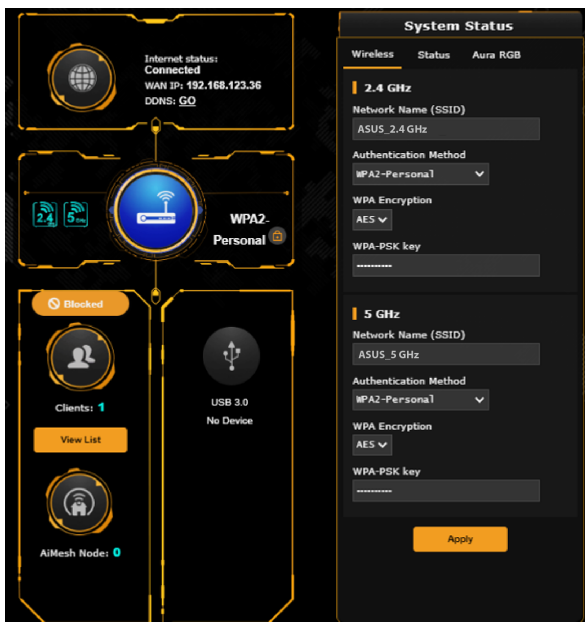 Internet status:
Connected
WAN IP: 192.168.123.36
DDNS: GO
2.4
5
GHz
WPA2-
Personal
Blocked
Clients: 1
View List
AiMesh Node: 0
USB 3.0
No Device
System Status
Wireless Status Aura RGB
2.4 GHz
Network Name (SSID)
ASUS_2.4 GHz
Authentication Method
WPA2-Personal
WPA Encryption
AES
WPA-PSK key
----------
5 GHz
Network Name (SSID)
ASUS_5 GHz
Authentication Method
WPA2-Personal
WPA Encryption
AES
WPA-PSK key
----------
Apply